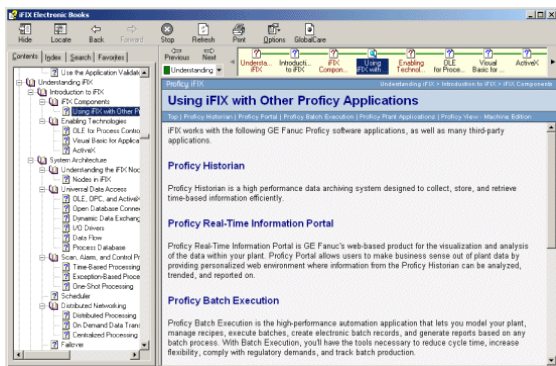 iFIX Electronic Books
Hide Locate Back Forward Stop Refresh Print Options GlobalCare
Contents Index Search Favorites
Previous Next
Understanding
Understa... iFIX
Introducti... to iFIX
iFIX Compon...
Using iFIX with
Enabling Technol...
OLE for Proce...
Visual Basic for ...
ActiveX
Use the Application Validato
Understanding iFIX
Introduction to iFIX
iFIX Components
Using iFIX with Other Pr
Enabling Technologies
OLE for Process Contro
Visual Basic for Applica
ActiveX
System Architecture
Understanding the iFIX Noc
Nodes in iFIX
Universal Data Access
OLE, OPC, and ActiveX
Open Database Connec
Dynamic Data Exchang
I/O Drivers
Data Flow
Process Database
Scan, Alarm, and Control Pr
Time-Based Processing
Exception-Based Proce
One-Shot Processing
Scheduler
Distributed Networking
Distributed Processing
On Demand Data Trans
Centralized Processing
Failover
Proficy iFIX
Understanding iFIX > Introduction to iFIX > iFIX Components
Using iFIX with Other Proficy Applications
Top | Proficy Historian | Proficy Portal | Proficy Batch Execution | Proficy Plant Applications | Proficy View - Machine Edition
iFIX works with the following GE Fanuc Proficy software applications, as well as many third-party
applications.
Proficy Historian
Proficy Historian is a high performance data archiving system designed to collect, store, and retrieve
time-based information efficiently.
Proficy Real-Time Information Portal
Proficy Real-Time Information Portal is GE Fanuc's web-based product for the visualization and analysis
of the data within your plant. Proficy Portal allows users to make business sense out of plant data by
providing personalized web environment where information from the Proficy Historian can be analyzed,
trended, and reported on.
Proficy Batch Execution
Proficy Batch Execution is the high-performance automation application that lets you model your plant,
manage recipes, execute batches, create electronic batch records, and generate reports based on any
batch process. With Batch Execution, you'll have the tools necessary to reduce cycle time, increase
flexibility, comply with regulatory demands, and track batch production.